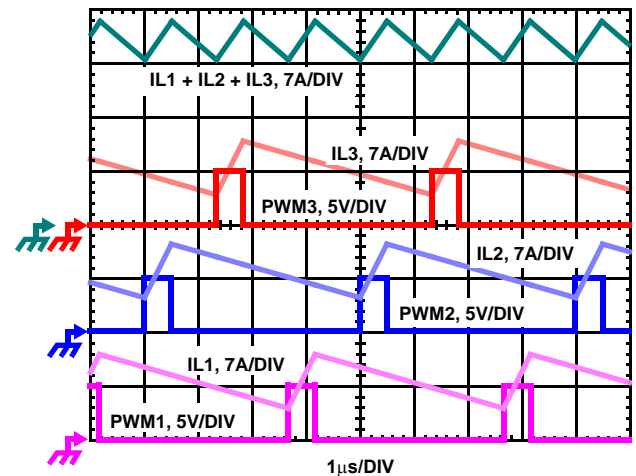 IL1 + IL2 + IL3, 7A/DIV
IL3, 7A/DIV
PWM3, 5V/DIV
IL2, 7A/DIV
PWM2, 5V/DIV
IL1, 7A/DIV
PWM1, 5V/DIV
1μs/DIV